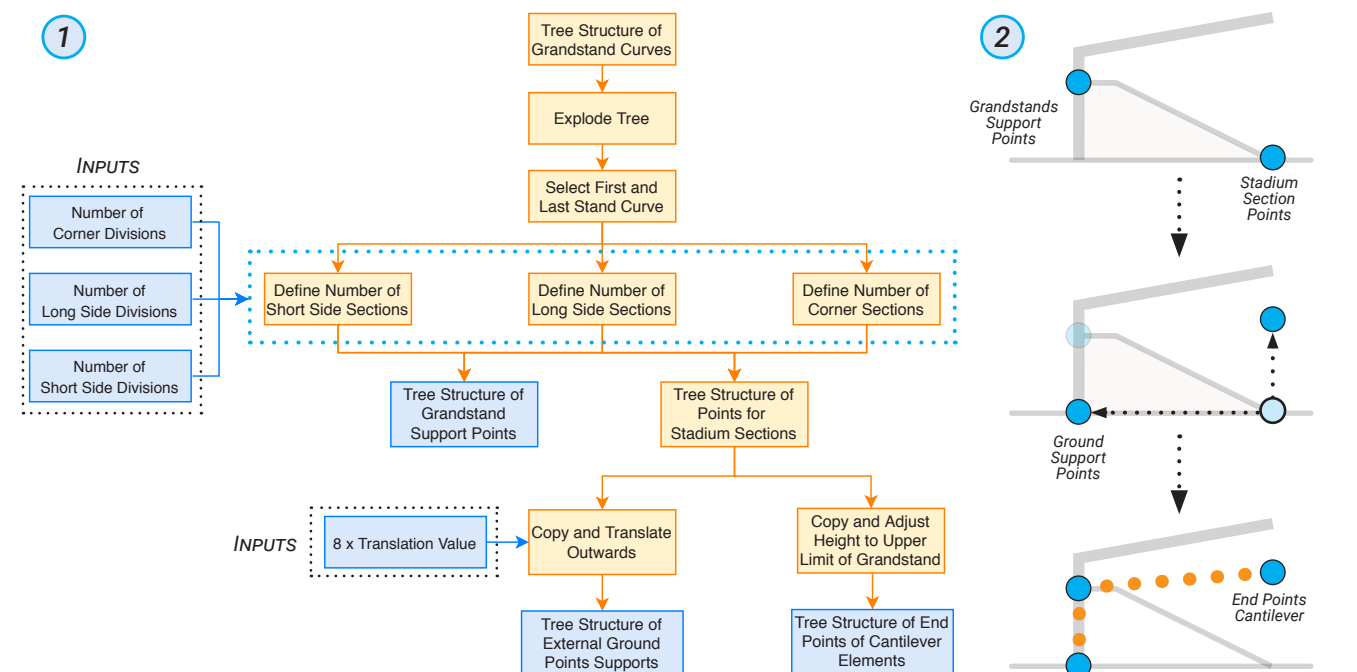 1
Tree Structure of
Grandstand Curves
Explode Tree
Select First and
Last Stand Curve
INPUTS
Number of
Corner Divisions
Number of
Long Side Divisions
Number of
Short Side Divisions
Define Number of
Short Side Sections
Define Number of
Long Side Sections
Define Number of
Corner Sections
Tree Structure of
Grandstand
Support Points
Tree Structure of
Points for
Stadium Sections
INPUTS
8 x Translation Value
Copy and Translate
Outwards
Copy and Adjust
Height to Upper
Limit of Grandstand
Tree Structure of
External Ground
Points Supports
Tree Structure of End
Points of Cantilever
Elements
2
Grandstands
Support
Points
Stadium
Section
Points
Ground
Support
Points
End Points
Cantilever